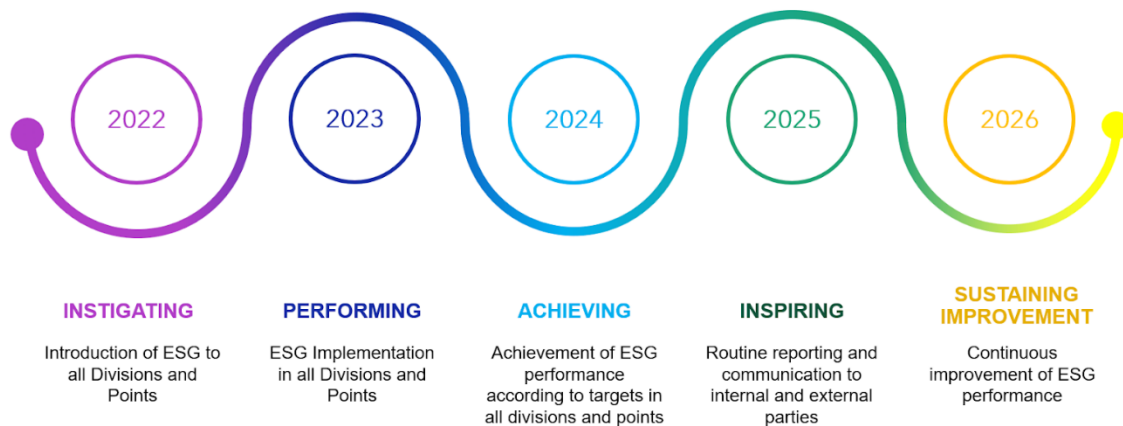 2022
2023
2024
2025
2026
INSTIGATING
Introduction of ESG to
all Divisions and
Points
PERFORMING
ESG Implementation
in all Divisions and
Points
ACHIEVING
Achievement of ESG
performance
according to targets in
all divisions and points
INSPIRING
Routine reporting and
communication to
internal and external
parties
SUSTAINING
IMPROVEMENT
Continuous
improvement of ESG
performance